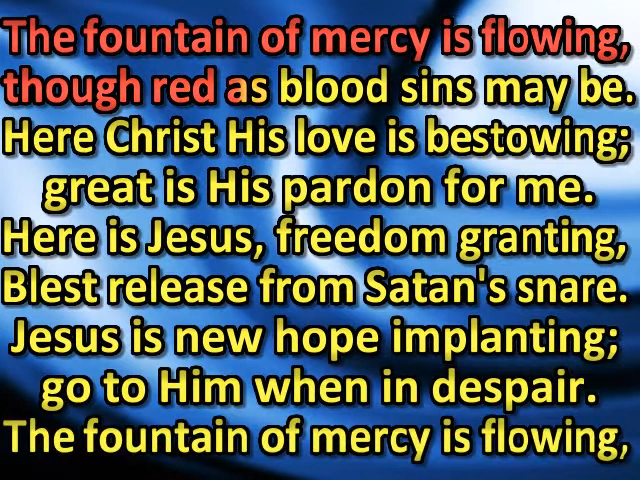 The fountain of mercy is flowing,
though red as blood sins may be.
Here Christ His love is bestowing;
great is His pardon for me.
Here is Jesus, freedom granting,
Blest release from Satan's snare.
Jesus is new hope implanting;
go to Him when in despair.
The fountain of mercy is flowing,